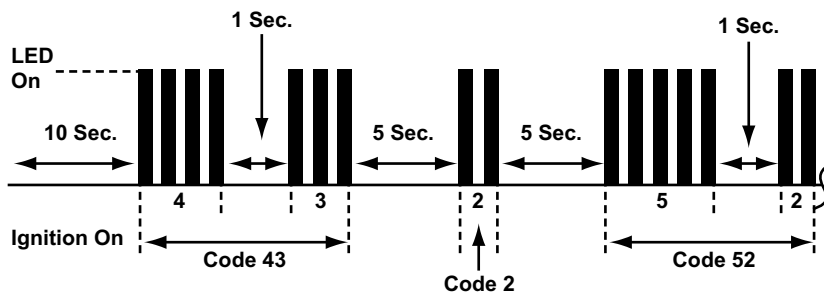 1 Sec.
1 Sec.
LED
On
10 Sec.
5 Sec.
5 Sec.
4
3
2
5
2
Ignition On
Code 43
Code 2
Code 52